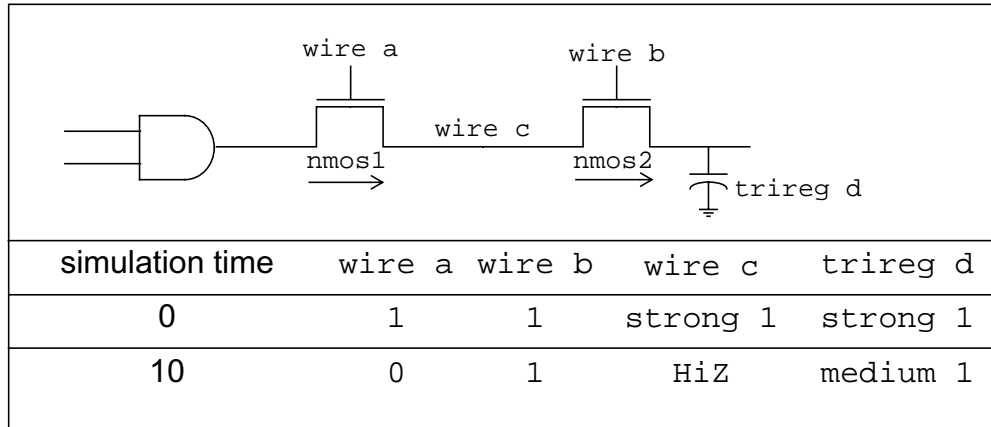 wire a wire b
wire c
nmos1 nmos2
trireg d
simulation time wire a wire b wire c trireg d
0 1 1 strong 1 strong 1
10 0 1 HiZ medium 1